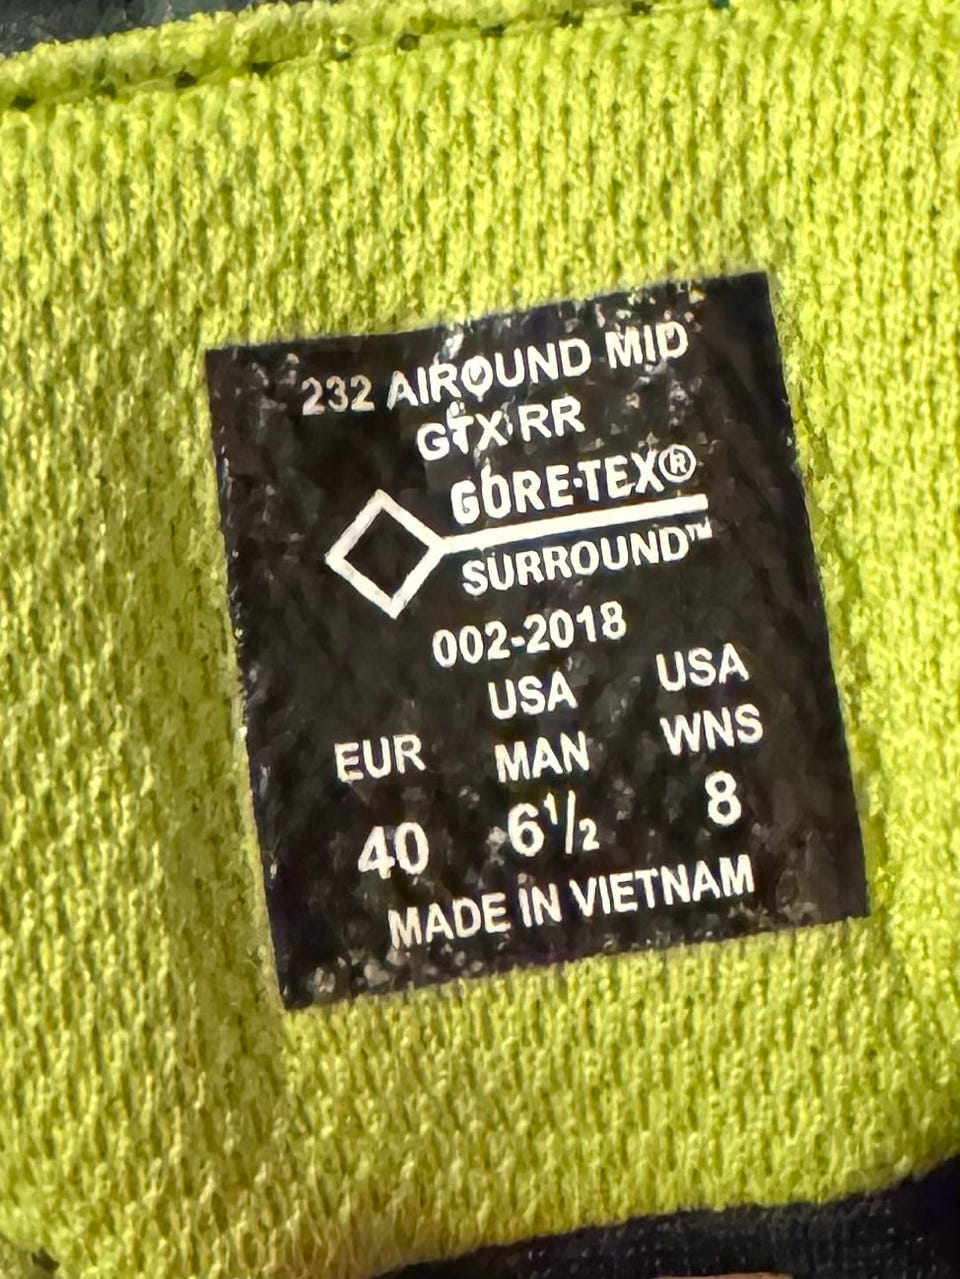 232 AIROUND MID
GTX RR
GORE-TEX®
SURROUND™
002-2018
USA USA
EUR MAN WNS
40 6½ 8
MADE IN VIETNAM